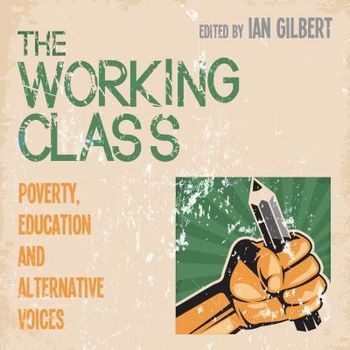 THE
WORKING
CLASS
EDITED BY IAN GILBERT
POVERTY,
EDUCATION
AND
ALTERNATIVE
VOICES